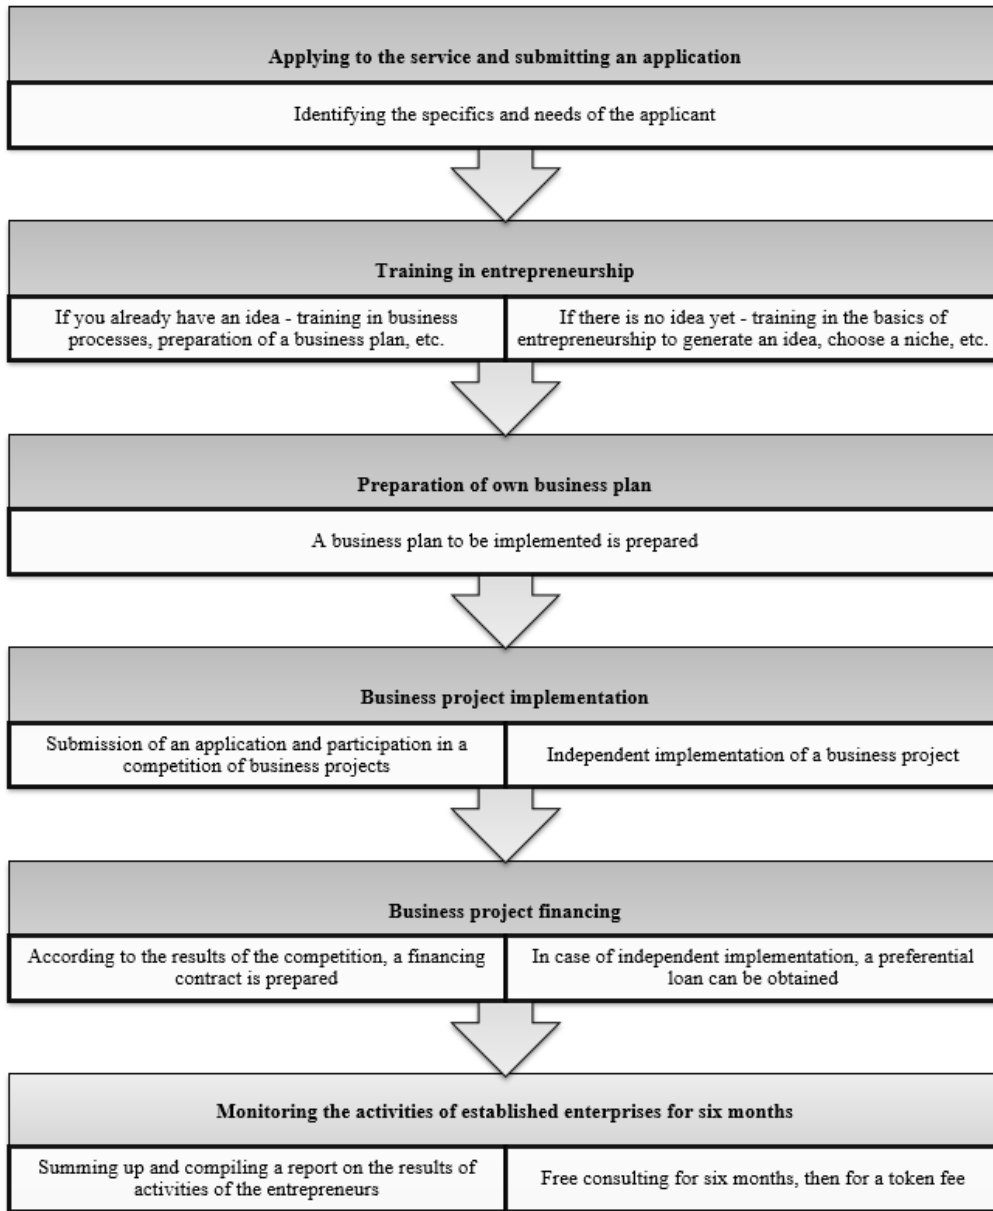 Applying to the service and submitting an application
Identifying the specifics and needs of the applicant
Training in entrepreneurship
If you already have an idea - training in business
processes, preparation of a business plan, etc.
If there is no idea yet - training in the basics of
entrepreneurship to generate an idea, choose a niche, etc.
Preparation of own business plan
A business plan to be implemented is prepared
Business project implementation
Submission of an application and participation in a
competition of business projects
Independent implementation of a business project
Business project financing
According to the results of the competition, a financing
contract is prepared
In case of independent implementation, a preferential
loan can be obtained
Monitoring the activities of established enterprises for six months
Summing up and compiling a report on the results of
activities of the entrepreneurs
Free consulting for six months, then for a token fee